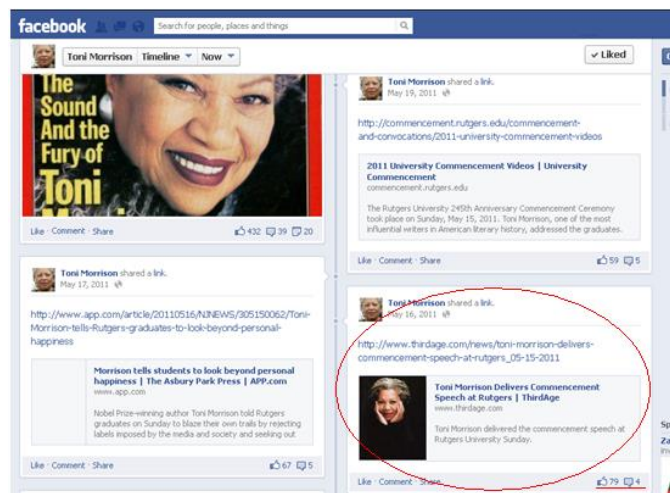 facebook
Search for people, places and things
Toni Morrison Timeline Now
Liked
The
Sound
And the
Fury of
Toni
Like · Comment · Share 432 39 20
Toni Morrison shared a link.
May 17, 2011
http://www.app.com/article/20110516/NJNEWS/305150062/Toni-
Morrison-tells-Rutgers-graduates-to-look-beyond-personal-
happiness
Morrison tells students to look beyond personal
happiness | The Asbury Park Press | APP.com
www.app.com
Nobel Prize-winning author Toni Morrison told Rutgers
graduates on Sunday to blaze their own trails by rejecting
labels imposed by the media and society and seeking out
Like · Comment · Share 67 5
Toni Morrison shared a link.
May 19, 2011
http://commencement.rutgers.edu/commencement-
and-convocations/2011-university-commencement-videos
2011 University Commencement Videos | University
Commencement
commencement.rutgers.edu
The Rutgers University 245th Anniversary Commencement Ceremony
took place on Sunday, May 15, 2011. Toni Morrison, one of the most
influential writers in American literary history, addressed the graduates.
Like · Comment · Share 59 5
Toni Morrison shared a link.
May 16, 2011
http://www.thirdage.com/news/toni-morrison-delivers-
commencement-speech-at-rutgers_05-15-2011
Toni Morrison Delivers Commencement
Speech at Rutgers | ThirdAge
www.thirdage.com
Toni Morrison delivered the commencement speech at
Rutgers University Sunday.
Like · Comment · Share 79 4
Sp
Za